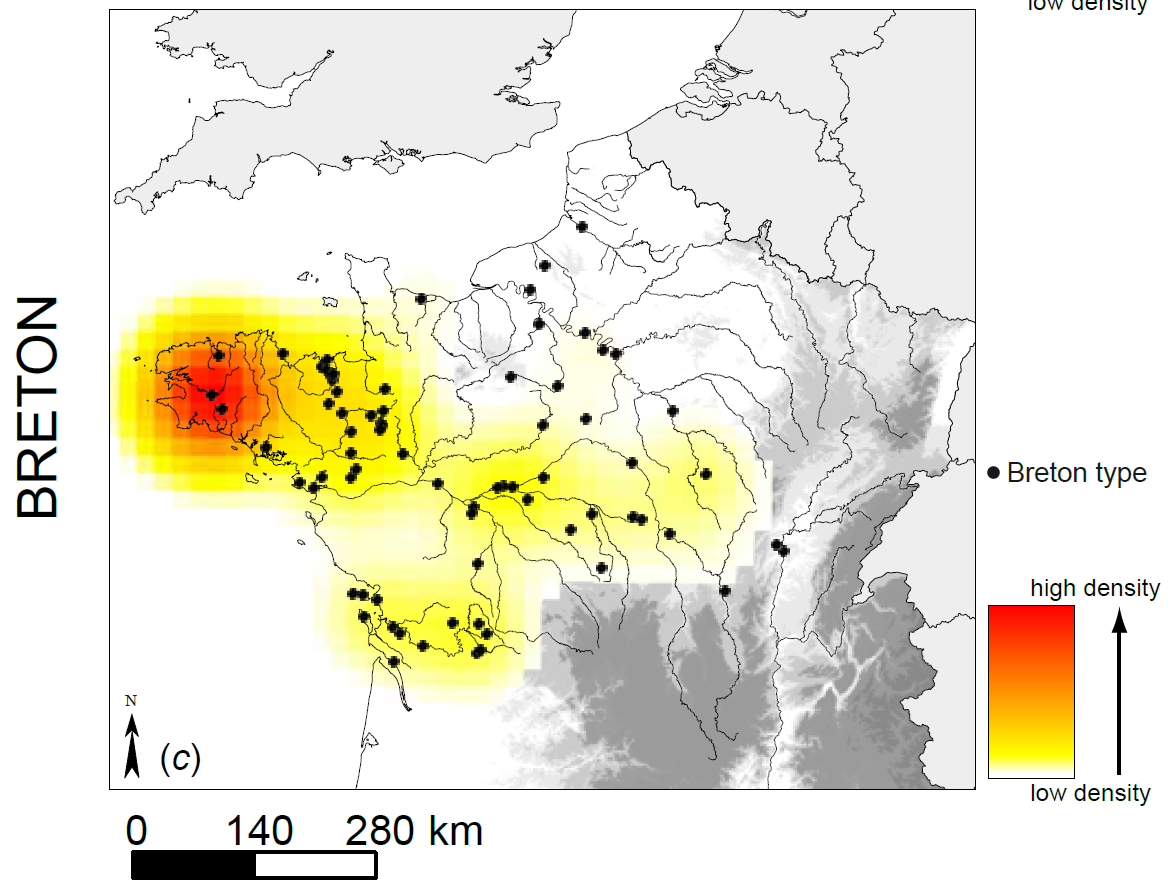 low density
BRETON
Breton type
high density
N
(c)
low density
0 140 280 km